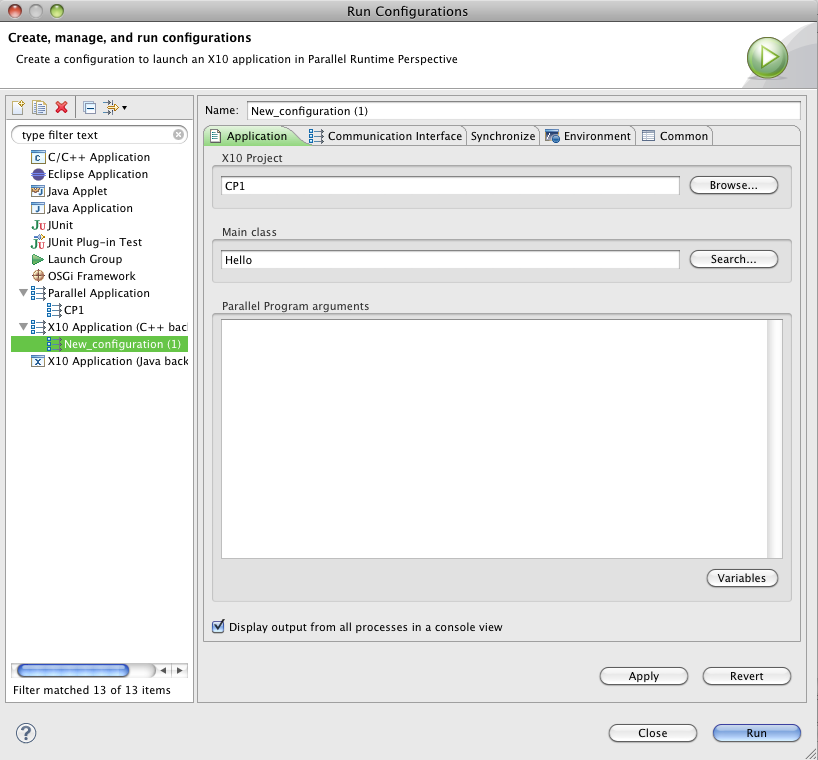 Run Configurations
Create, manage, and run configurations
Create a configuration to launch an X10 application in Parallel Runtime Perspective
type filter text
C/C++ Application
Eclipse Application
Java Applet
Java Application
JUnit
JUnit Plug-in Test
Launch Group
OSGi Framework
Parallel Application
CP1
X10 Application (C++ bac
New_configuration (1)
X10 Application (Java back
Filter matched 13 of 13 items
Name: New_configuration (1)
Application Communication Interface Synchronize Environment Common
X10 Project
CP1 Browse...
Main class
Hello Search...
Parallel Program arguments
Variables
Display output from all processes in a console view
Apply Revert
? Close Run